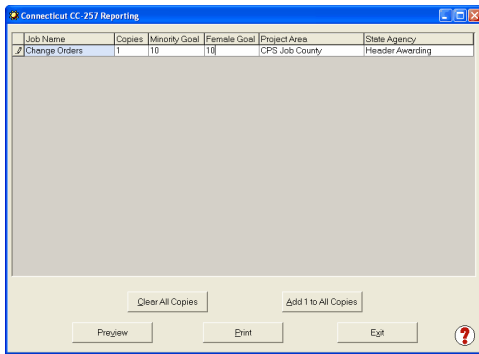 Connecticut CC-257 Reporting
Job Name Copies Minority Goal Female Goal Project Area State Agency
Change Orders 1 10 10 CPS Job County Header Awarding
Clear All Copies Add 1 to All Copies
Preview Print Exit
?